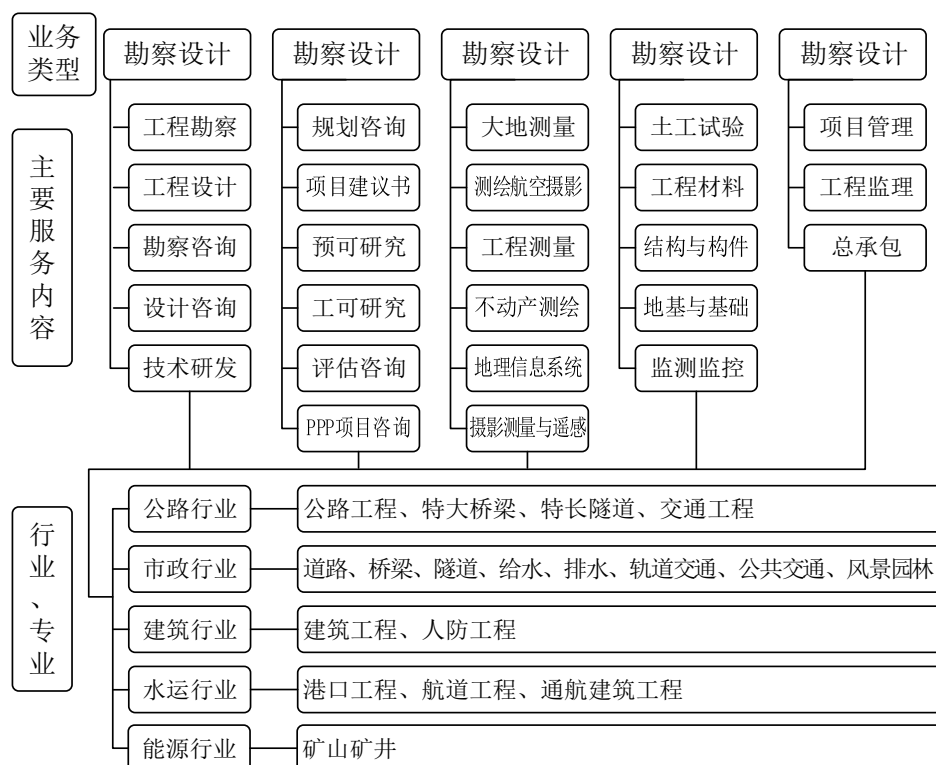 业务
类型
勘察设计
勘察设计
勘察设计
勘察设计
勘察设计
主要服务内容
工程勘察
规划咨询
大地测量
土工试验
项目管理
工程设计
项目建议书
测绘航空摄影
工程材料
工程监理
勘察咨询
预可研究
工程测量
结构与构件
总承包
设计咨询
工可研究
不动产测绘
地基与基础
技术研发
评估咨询
地理信息系统
监测监控
PPP项目咨询
摄影测量与遥感
行业、专业
公路行业
公路工程、特大桥梁、特长隧道、交通工程
市政行业
道路、桥梁、隧道、给水、排水、轨道交通、公共交通、风景园林
建筑行业
建筑工程、人防工程
水运行业
港口工程、航道工程、通航建筑工程
能源行业
矿山矿井